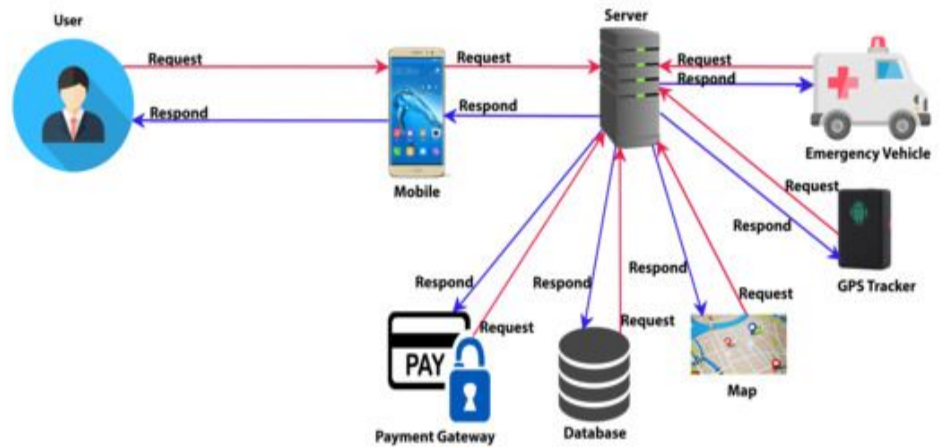 User
Server
Request
Request
Request
Respond
Respond
Respond
Mobile
Emergency Vehicle
Request
Respond
GPS Tracker
Respond
Respond
Respond
Request
Request
Request
PAY
Map
Payment Gateway
Database